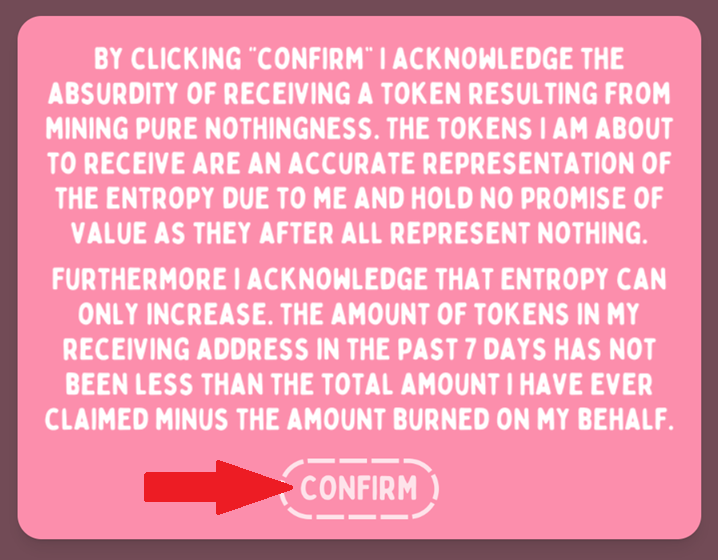 BY CLICKING "CONFIRM" I ACKNOWLEDGE THE
ABSURDITY OF RECEIVING A TOKEN RESULTING FROM
MINING PURE NOTHINGNESS. THE TOKENS I AM ABOUT
TO RECEIVE ARE AN ACCURATE REPRESENTATION OF
THE ENTROPY DUE TO ME AND HOLD NO PROMISE OF
VALUE AS THEY AFTER ALL REPRESENT NOTHING.
FURTHERMORE I ACKNOWLEDGE THAT ENTROPY CAN
ONLY INCREASE. THE AMOUNT OF TOKENS IN MY
RECEIVING ADDRESS IN THE PAST 7 DAYS HAS NOT
BEEN LESS THAN THE TOTAL AMOUNT I HAVE EVER
CLAIMED MINUS THE AMOUNT BURNED ON MY BEHALF.
CONFIRM